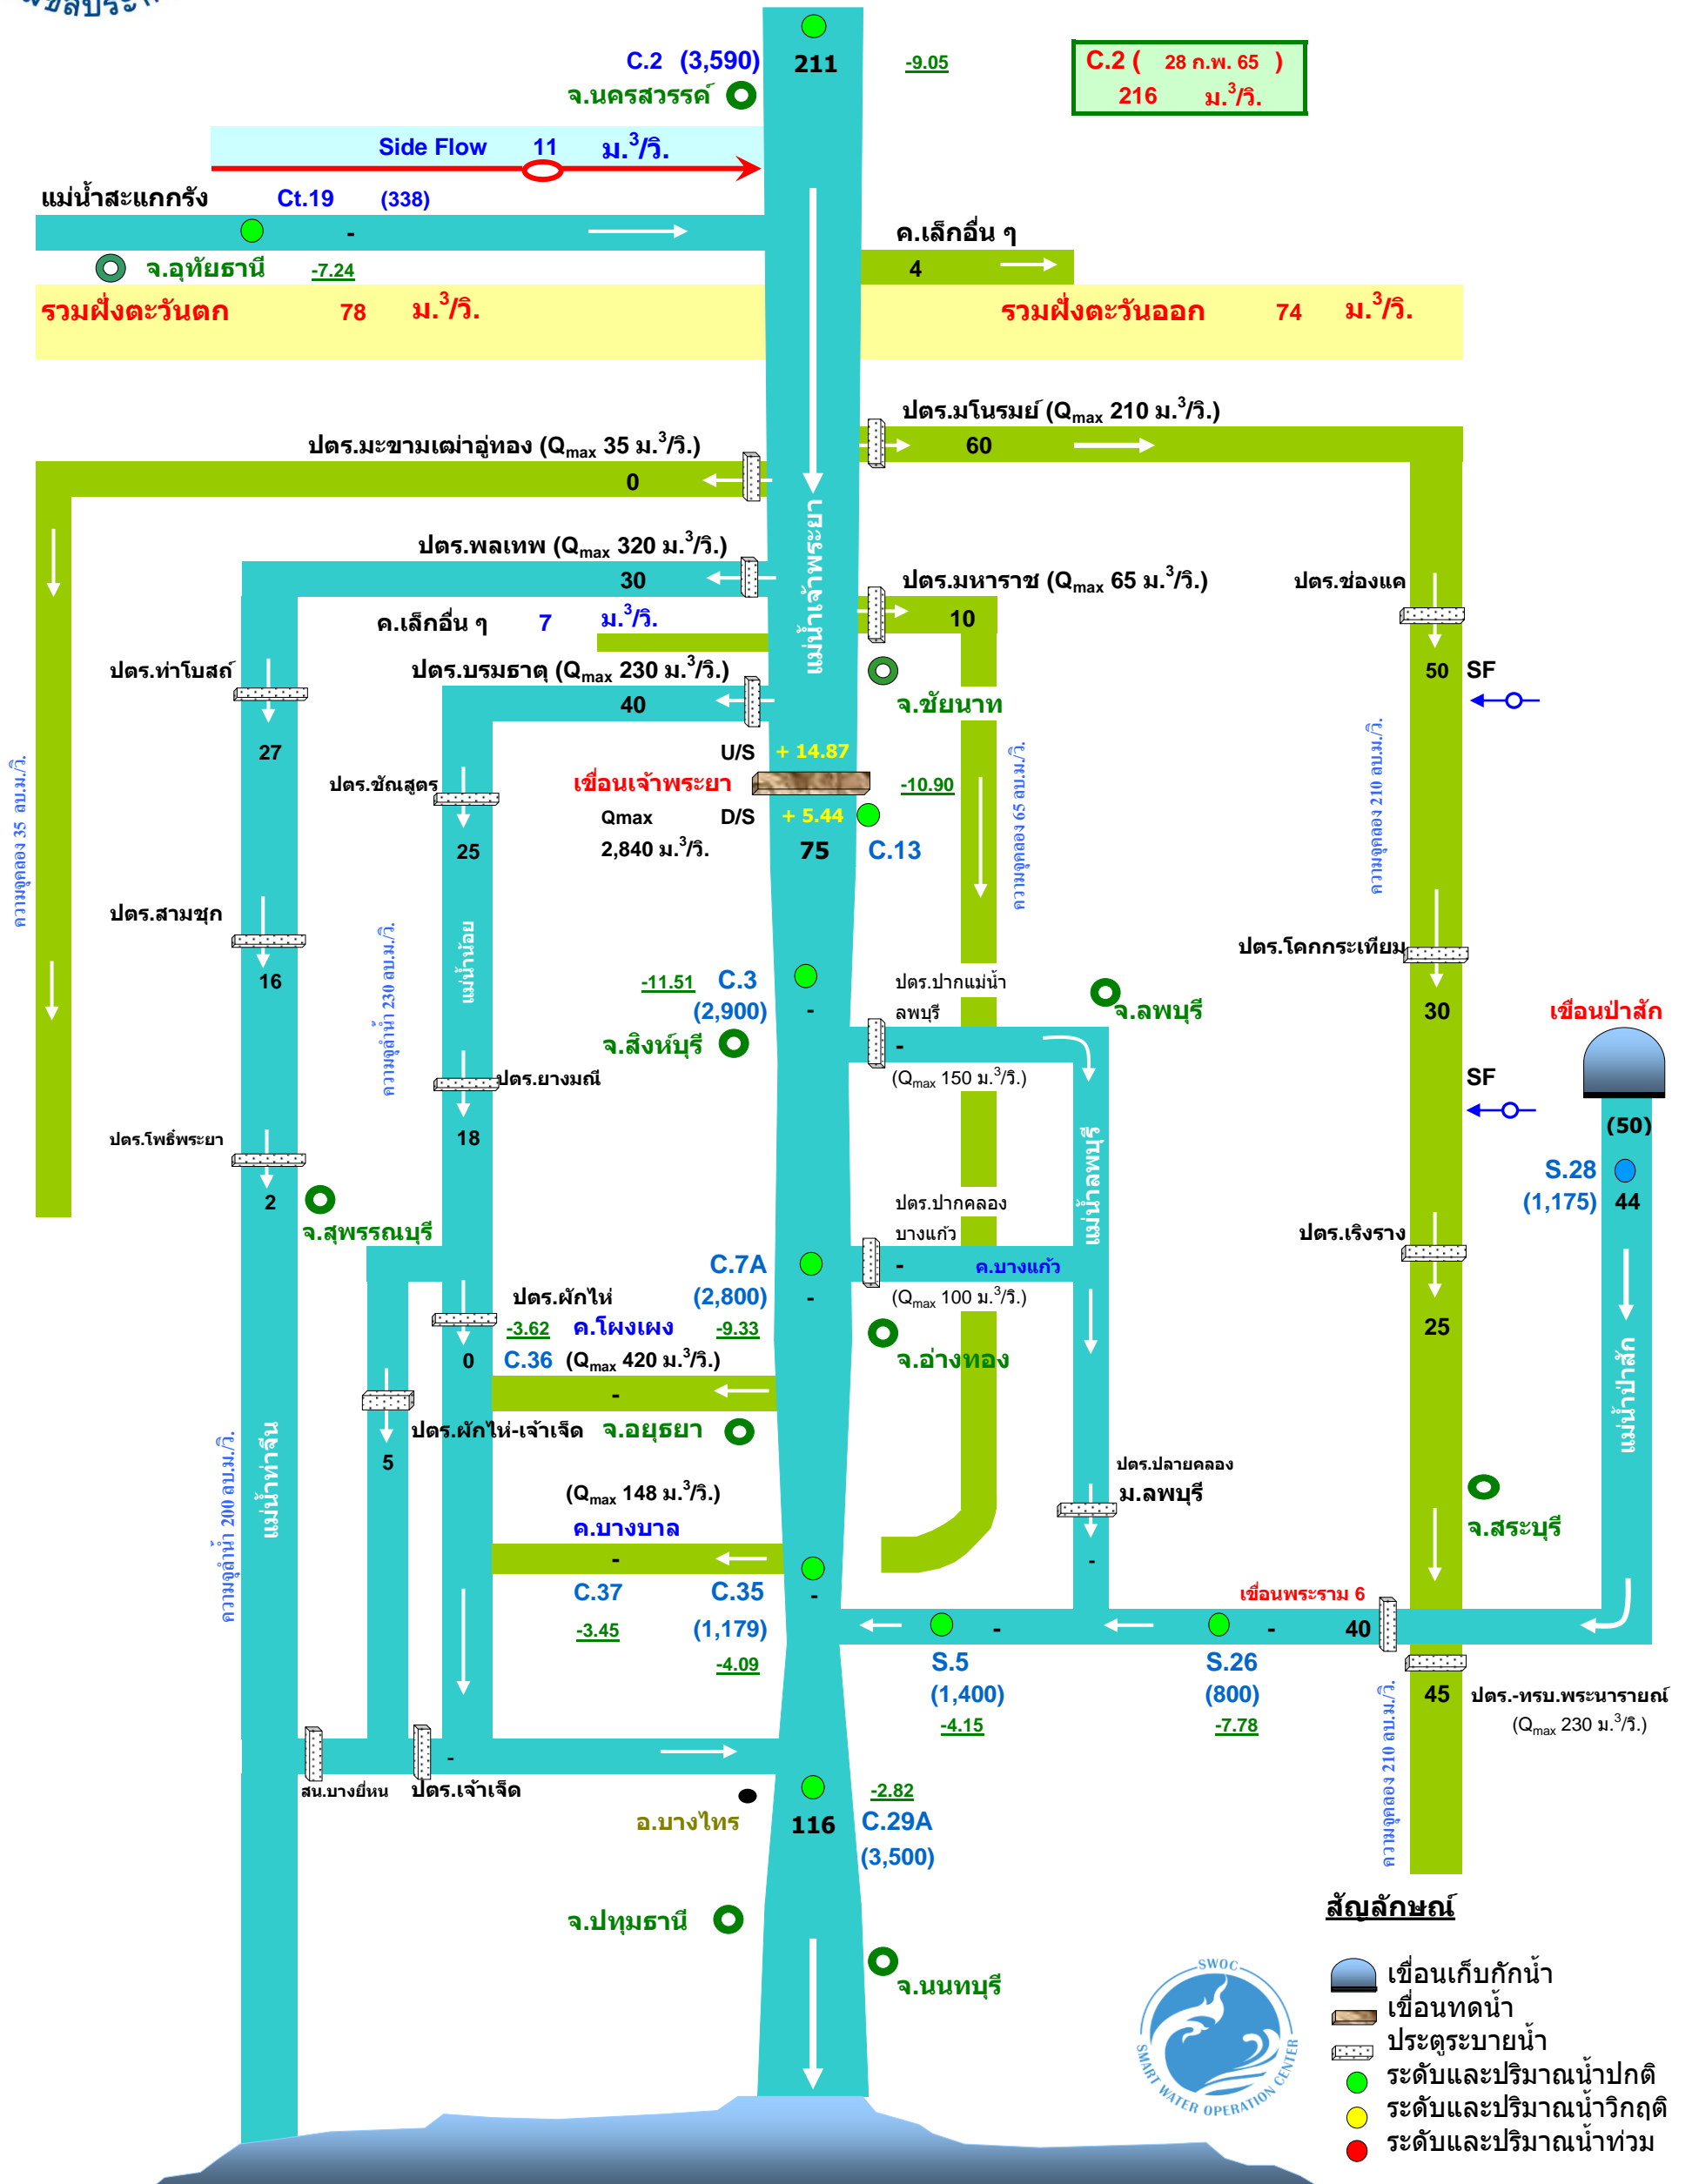 C.2 (3,590)
211
-9.05
C.2 ( 28 ก.พ. 65 )
216 ม.3/วิ.
จ.นครสวรรค์
Side Flow 11 ม.3/วิ.
แม่น้ำสะแกกรัง Ct.19 (338)
-
ค.เล็กอื่น ๆ
4
จ.อุทัยธานี -7.24
รวมฝั่งตะวันตก 78 ม.3/วิ.
รวมฝั่งตะวันออก 74 ม.3/วิ.
ปตร.มโนรมย์ (Qmax 210 ม.3/วิ.)
60
ปตร.มะขามเฒ่าอู่ทอง (Qmax 35 ม.3/วิ.)
0
แม่น้ำเจ้าพระยา
ปตร.พลเทพ (Qmax 320 ม.3/วิ.)
30
ปตร.มหาราช (Qmax 65 ม.3/วิ.)
10
ปตร.ช่องแค
ค.เล็กอื่น ๆ 7 ม.3/วิ.
ปตร.ท่าโบสถ์
ปตร.บรมธาตุ (Qmax 230 ม.3/วิ.)
40
50 SF
จ.ชัยนาท
27
U/S + 14.87
ปตร.ชัณสูตร
เขื่อนเจ้าพระยา
-10.90
Qmax D/S + 5.44
2,840 ม.3/วิ.
75 C.13
25
ความจุคลอง 35 ลบ.ม./วิ.
ความจุคลอง 65 ลบ.ม./วิ.
ความจุคลอง 210 ลบ.ม./วิ.
ปตร.สามชุก
16
ความจุลำน้ำ 230 ลบ.ม./วิ.
แม่น้ำน้อย
ปตร.โคกกระเทียม
30
-11.51 C.3
(2,900)
-
จ.สิงห์บุรี
ปตร.ปากแม่น้ำ
ลพบุรี
-
(Qmax 150 ม.3/วิ.)
จ.ลพบุรี
เขื่อนป่าสัก
SF
(50)
ปตร.ยางมณี
18
ปตร.โพธิ์พระยา
2
จ.สุพรรณบุรี
แม่น้ำลพบุรี
S.28
(1,175) 44
ปตร.ปากคลอง
บางแก้ว
- ค.บางแก้ว
(Qmax 100 ม.3/วิ.)
ปตร.เริงราง
25
C.7A
(2,800) -
-9.33
ปตร.ผักไห่
-3.62 ค.โผงเผง
0 C.36 (Qmax 420 ม.3/วิ.)
-
จ.อ่างทอง
แม่น้ำป่าสัก
ปตร.ผักไห่-เจ้าเจ็ด จ.อยุธยา
5
ความจุลำน้ำ 200 ลบ.ม./วิ.
แม่น้ำท่าจีน
ปตร.ปลายคลอง
ม.ลพบุรี
-
จ.สระบุรี
(Qmax 148 ม.3/วิ.)
ค.บางบาล
-
C.37 C.35
-
-3.45 (1,179)
-4.09
เขื่อนพระราม 6
- - 40
S.5
(1,400)
-4.15
S.26
(800)
-7.78
45 ปตร.-ทรบ.พระนารายณ์
(Qmax 230 ม.3/วิ.)
ความจุคลอง 210 ลบ.ม./วิ.
-
สน.บางยี่หน ปตร.เจ้าเจ็ด
-2.82
อ.บางไทร 116 C.29A
(3,500)
จ.ปทุมธานี
จ.นนทบุรี
สัญลักษณ์
เขื่อนเก็บกักน้ำ
เขื่อนทดน้ำ
ประตูระบายน้ำ
ระดับและปริมาณน้ำปกติ
ระดับและปริมาณน้ำวิกฤติ
ระดับและปริมาณน้ำท่วม
SWOC
SMART WATER OPERATION CENTER